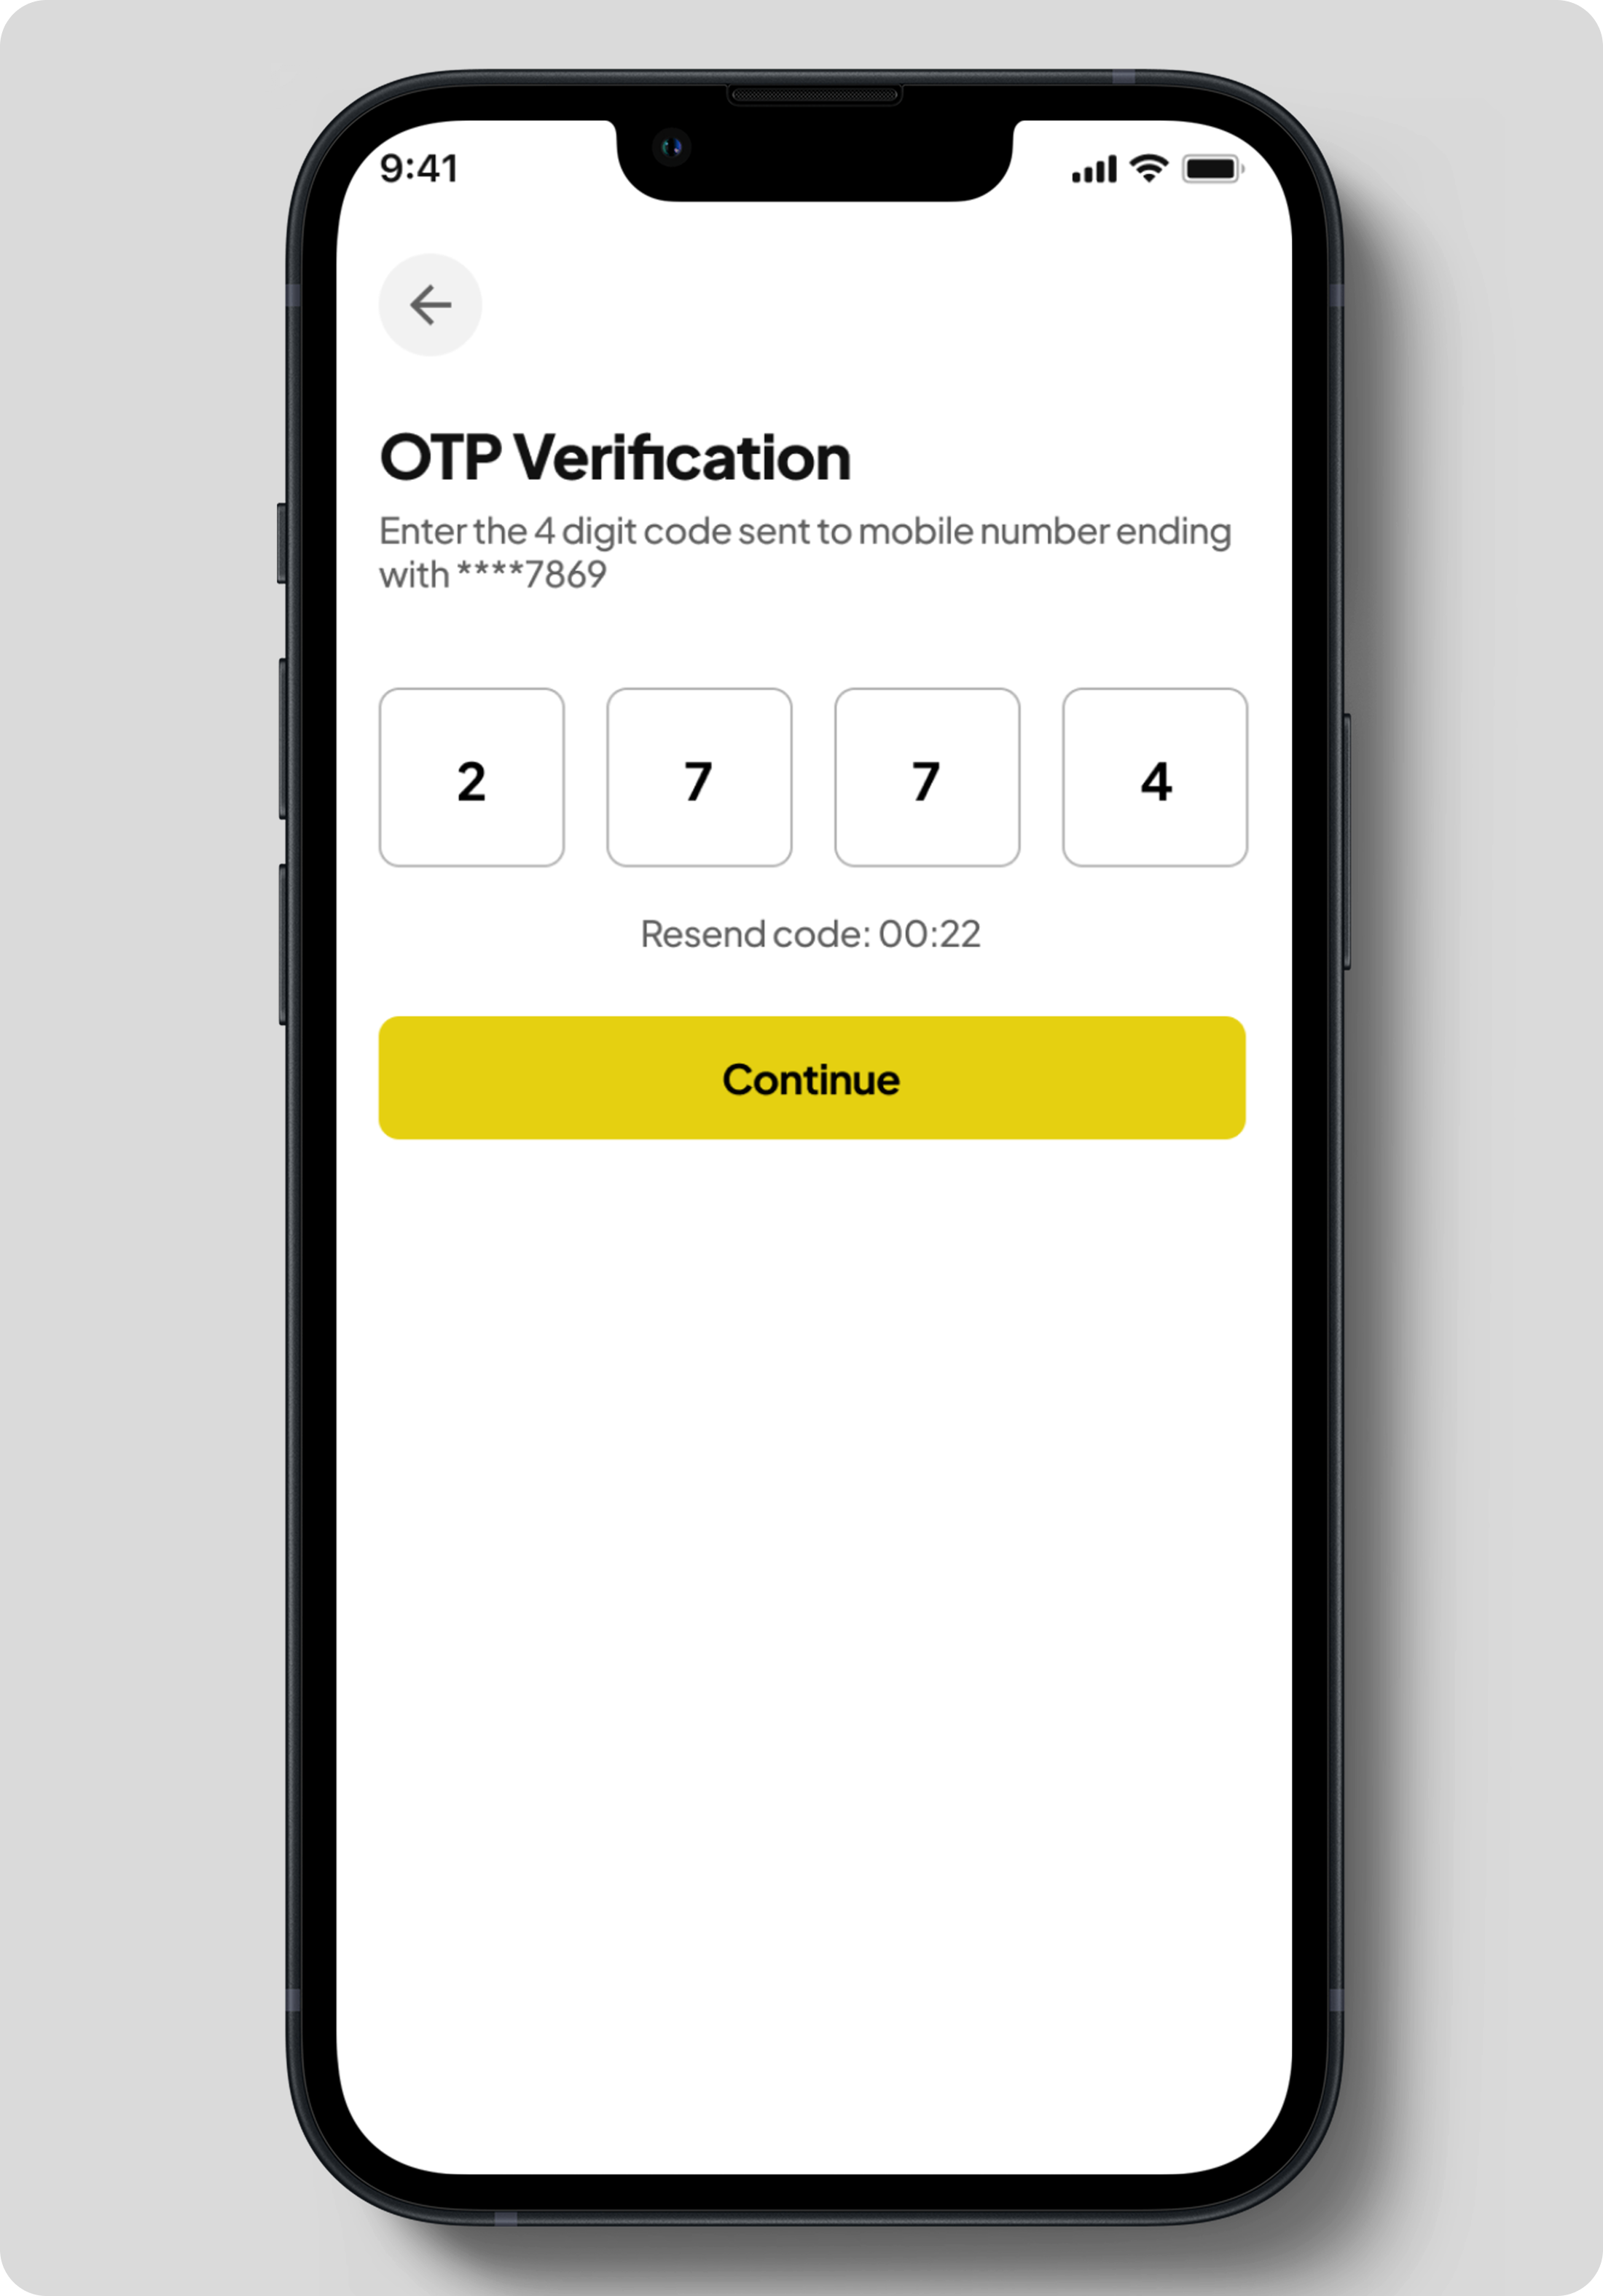 9:41
OTP Verification
Enter the 4 digit code sent to mobile number ending
with ****7869
2 7 7 4
Resend code: 00:22
Continue